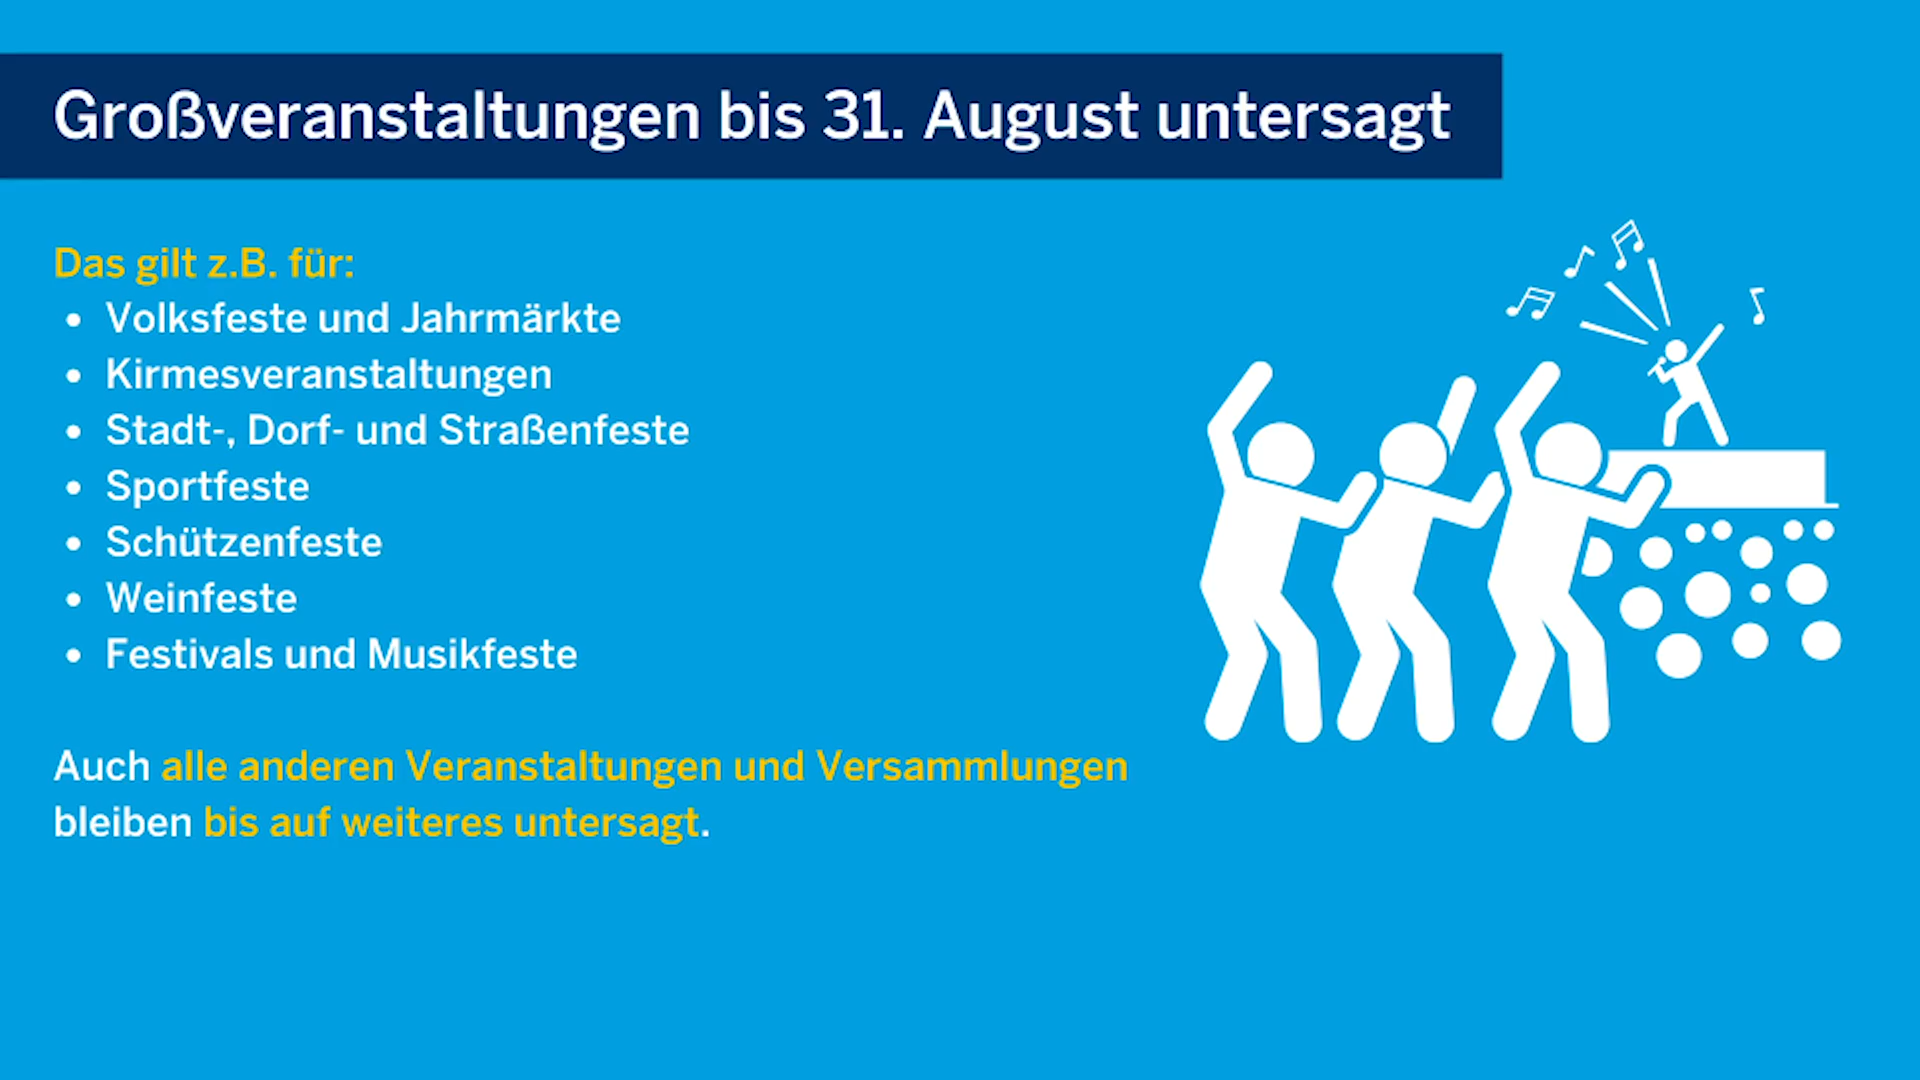 Großveranstaltungen bis 31. August untersagt
Das gilt z.B. für:
• Volksfeste und Jahrmärkte
• Kirmesveranstaltungen
• Stadt-, Dorf- und Straßenfeste
• Sportfeste
• Schützenfeste
• Weinfeste
• Festivals und Musikfeste
Auch alle anderen Veranstaltungen und Versammlungen
bleiben bis auf weiteres untersagt.